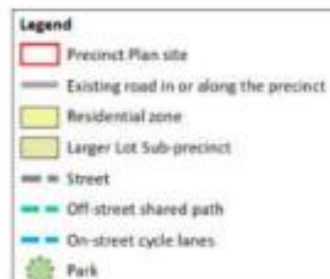 Legend
Precinct Plan site
Existing road in or along the precinct
Residential zone
Larger Lot Sub-precinct
Street
Off-street shared path
On-street cycle lanes
Park